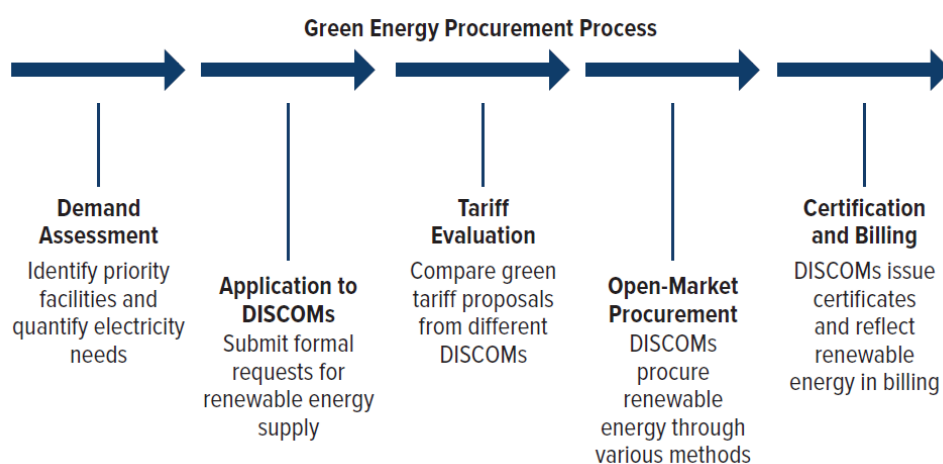 Green Energy Procurement Process
Demand
Assessment
Identify priority
facilities and
quantify electricity
needs
Application to
DISCOMs
Submit formal
requests for
renewable energy
supply
Tariff
Evaluation
Compare green
tariff proposals
from different
DISCOMs
Open-Market
Procurement
DISCOMs
procure
renewable
energy through
various methods
Certification
and Billing
DISCOMs issue
certificates
and reflect
renewable
energy in billing